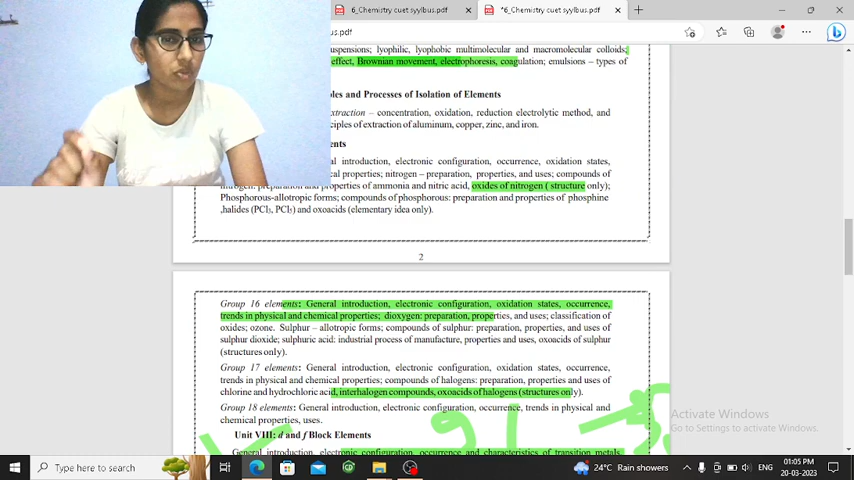 6_Chemistry cuet syylbus.pdf
*6_Chemistry cuet syylbus.pdf
us.pdf
uspensions; lyophilic, lyophobic multimolecular and macromolecular colloids;
effect, Brownian movement, electrophoresis, coagulation; emulsions – types of
les and Processes of Isolation of Elements
xtraction – concentration, oxidation, reduction electrolytic method, and
ciples of extraction of aluminum, copper, zinc, and iron.
ents
al introduction, electronic configuration, occurrence, oxidation states,
cal properties; nitrogen – preparation, properties, and uses; compounds of
nitrogen: preparation and properties of ammonia and nitric acid, oxides of nitrogen ( structure only);
Phosphorous-allotropic forms; compounds of phosphorous: preparation and properties of phosphine
,halides (PCl₃, PCl₅) and oxoacids (elementary idea only).
2
Group 16 elements: General introduction, electronic configuration, oxidation states, occurrence,
trends in physical and chemical properties; dioxygen: preparation, properties, and uses; classification of
oxides; ozone. Sulphur – allotropic forms; compounds of sulphur: preparation, properties, and uses of
sulphur dioxide; sulphuric acid: industrial process of manufacture, properties and uses, oxoacids of sulphur
(structures only).
Group 17 elements: General introduction, electronic configuration, oxidation states, occurrence,
trends in physical and chemical properties; compounds of halogens: preparation, properties and uses of
chlorine and hydrochloric acid, interhalogen compounds, oxoacids of halogens (structures only).
Group 18 elements: General introduction, electronic configuration, occurrence, trends in physical and
chemical properties, uses.
Unit VIII: d and f Block Elements
General introduction, electronic configuration, occurrence and characteristics of transition metals
Activate Windows
Go to Settings to activate Windows.
Type here to search
24°C Rain showers
ENG
01:05 PM
20-03-2023